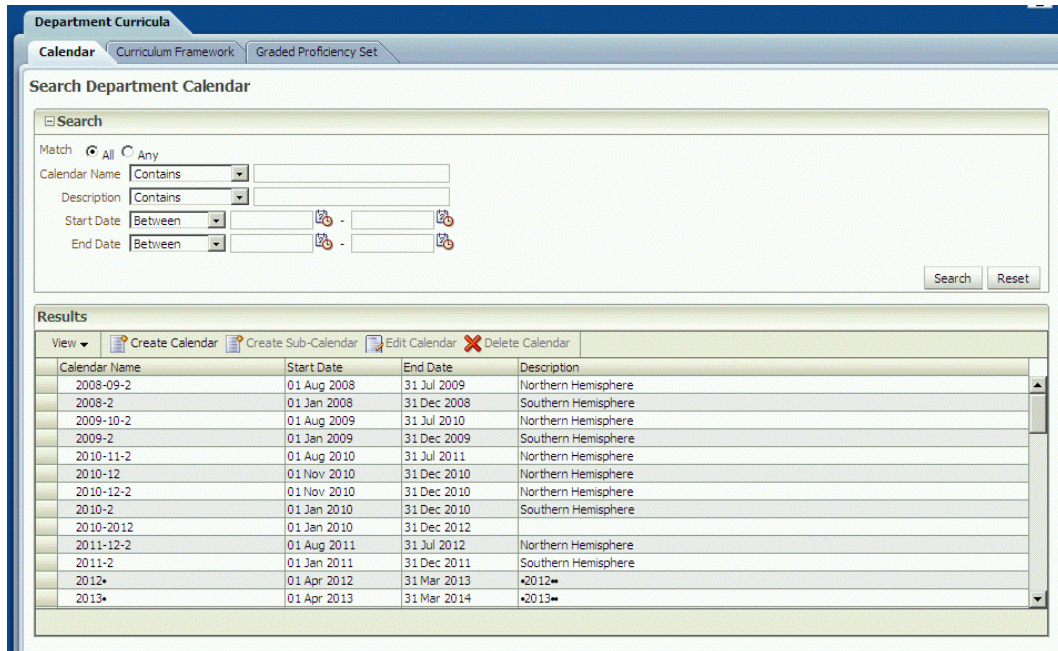 Department Curricula
Calendar Curriculum Framework Graded Proficiency Set
Search Department Calendar
Search
Match All Any
Calendar Name Contains
Description Contains
Start Date Between -
End Date Between -
Search Reset
Results
View Create Calendar Create Sub-Calendar Edit Calendar Delete Calendar
Calendar Name Start Date End Date Description
2008-09-2 01 Aug 2008 31 Jul 2009 Northern Hemisphere
2008-2 01 Jan 2008 31 Dec 2008 Southern Hemisphere
2009-10-2 01 Aug 2009 31 Jul 2010 Northern Hemisphere
2009-2 01 Jan 2009 31 Dec 2009 Southern Hemisphere
2010-11-2 01 Aug 2010 31 Jul 2011 Northern Hemisphere
2010-12 01 Nov 2010 31 Dec 2010 Northern Hemisphere
2010-12-2 01 Nov 2010 31 Dec 2010 Northern Hemisphere
2010-2 01 Jan 2010 31 Dec 2010 Southern Hemisphere
2010-2012 01 Jan 2010 31 Dec 2012
2011-12-2 01 Aug 2011 31 Jul 2012 Northern Hemisphere
2011-2 01 Jan 2011 31 Dec 2011 Southern Hemisphere
2012• 01 Apr 2012 31 Mar 2013 •2012••
2013• 01 Apr 2013 31 Mar 2014 •2013••